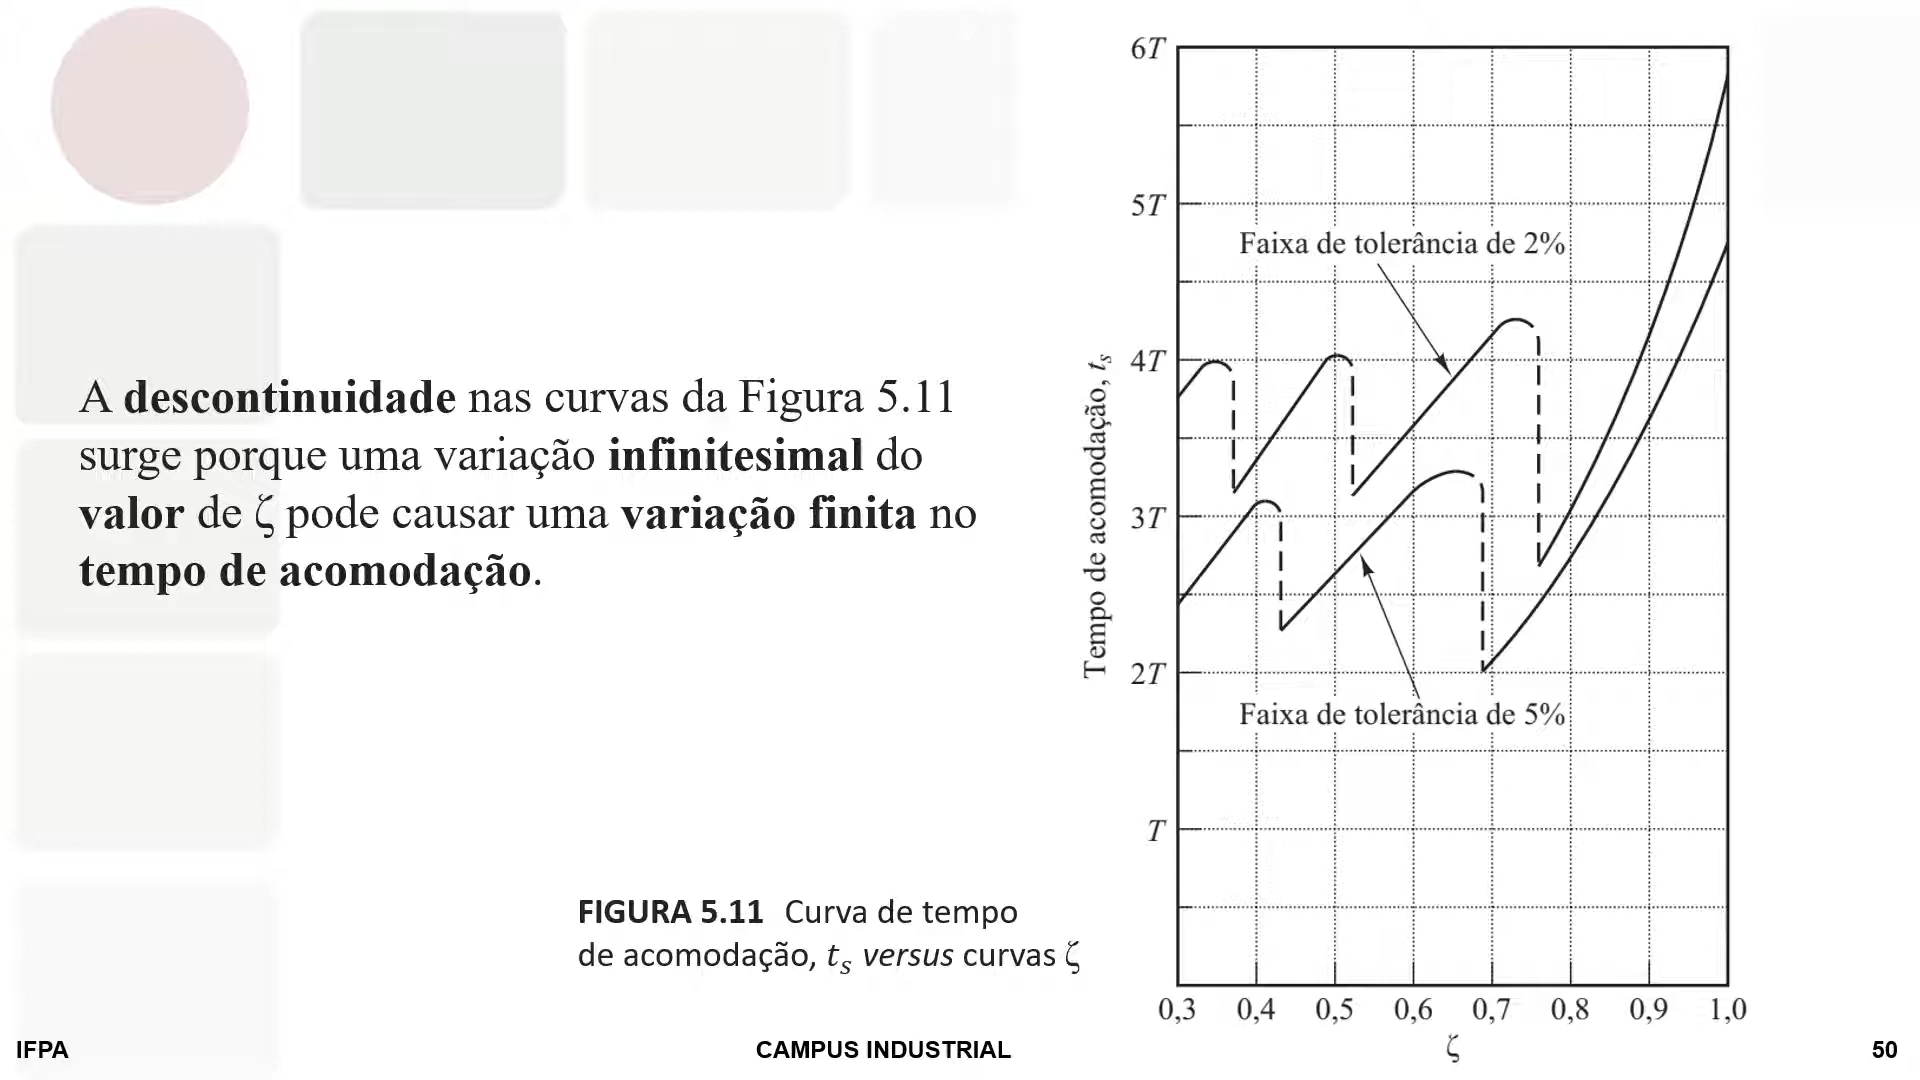 A descontinuidade nas curvas da Figura 5.11
surge porque uma variação infinitesimal do
valor de ζ pode causar uma variação finita no
tempo de acomodação.
6T
5T
4T
3T
2T
T
Tempo de acomodação, ts
Faixa de tolerância de 2%
Faixa de tolerância de 5%
0,3 0,4 0,5 0,6 0,7 0,8 0,9 1,0
ζ
FIGURA 5.11 Curva de tempo
de acomodação, ts versus curvas ζ
IFPA
CAMPUS INDUSTRIAL
50